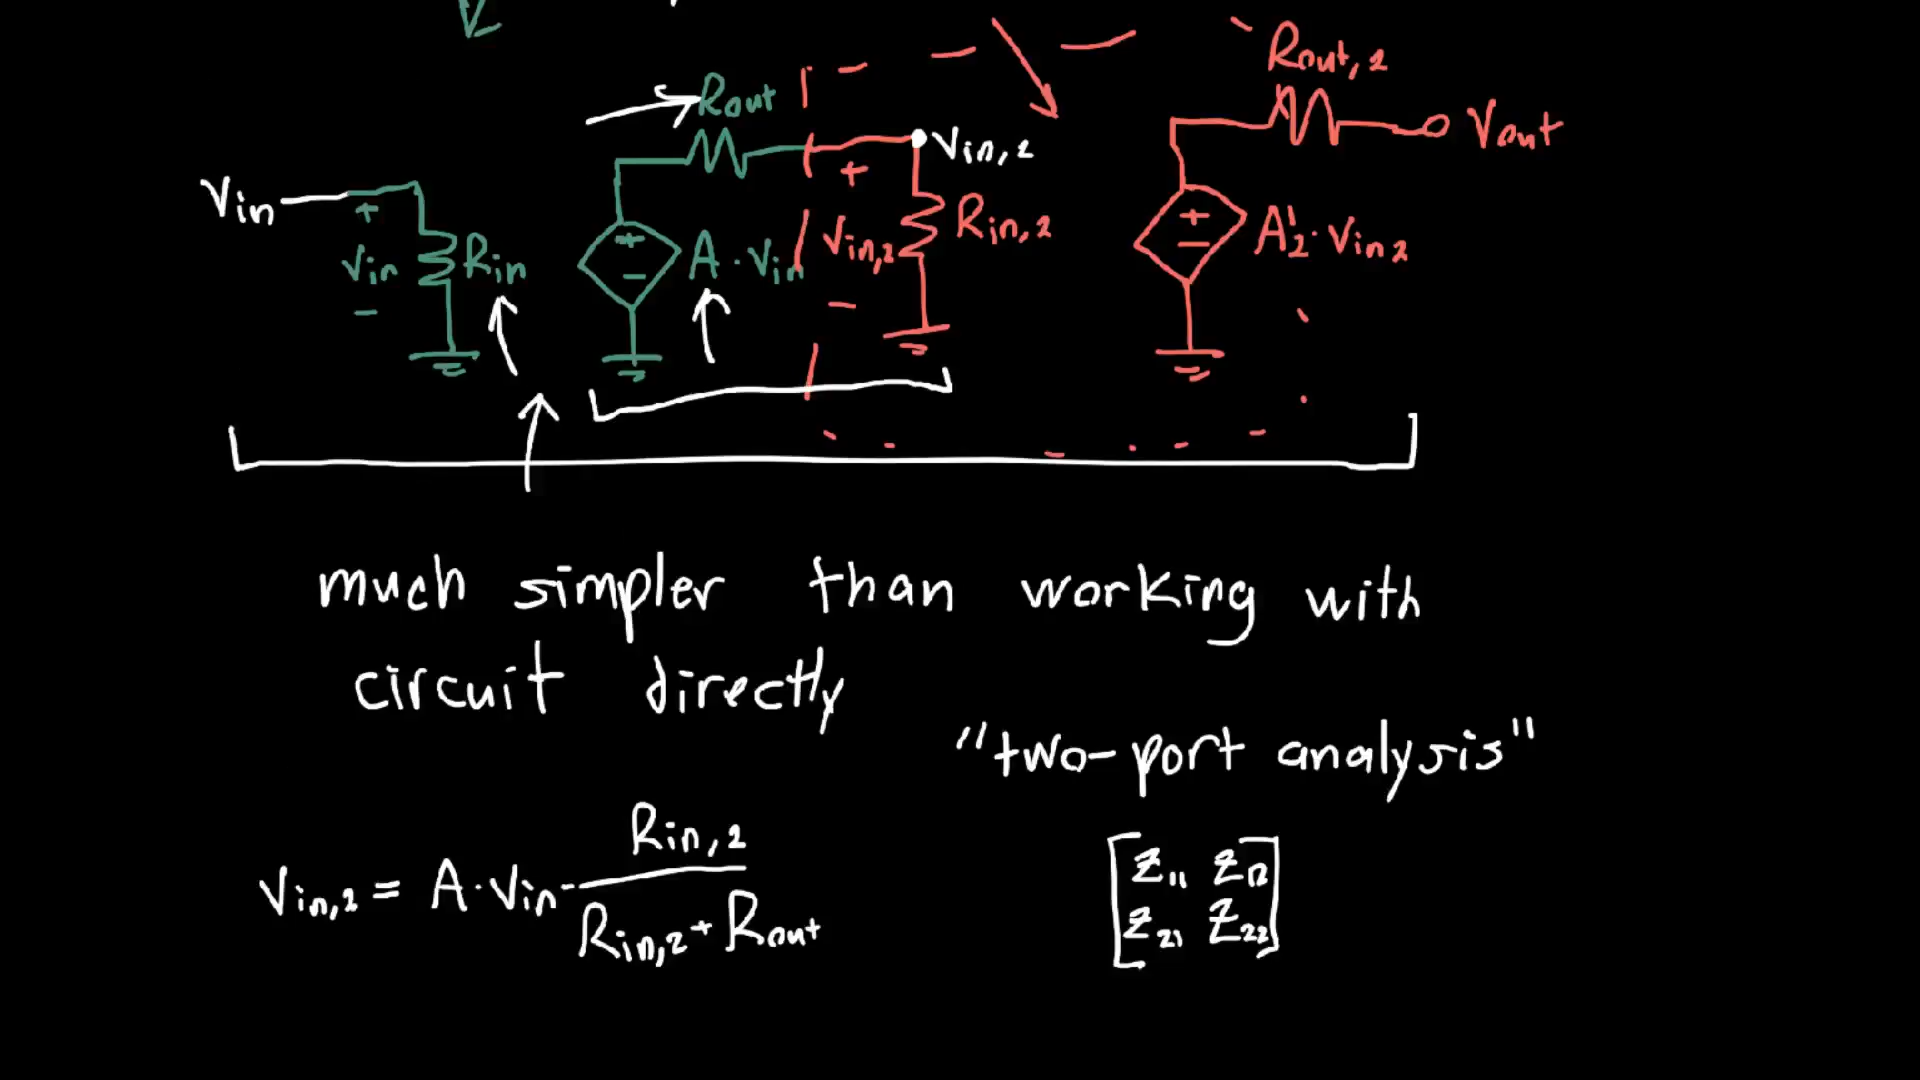 Rout,2
Rout
Vin,2
Vout
Vin
+
+
Vin
Rin
-
+
-
A · Vin
Vin,2
-
Rin,2
+
-
A'2 · Vin2
much simpler than working with
circuit directly
"two-port analysis"
Vin,2 = A · Vin · Rin,2 / Rin,2 + Rout
Z11 Z12
Z21 Z22